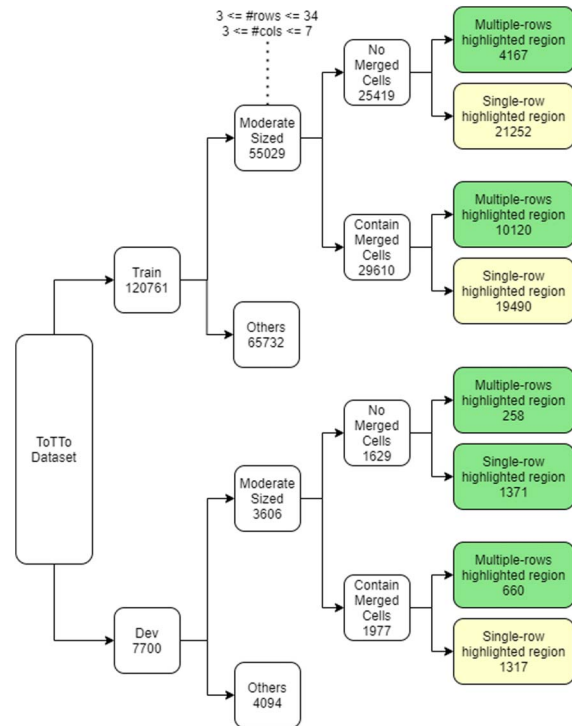 3 <= #rows <= 34
3 <= #cols <= 7
No
Merged
Cells
25419
Multiple-rows
highlighted region
4167
Single-row
highlighted region
21252
Moderate
Sized
55029
Contain
Merged
Cells
29610
Multiple-rows
highlighted region
10120
Single-row
highlighted region
19490
Train
120761
Others
65732
ToTTo
Dataset
No
Merged
Cells
1629
Multiple-rows
highlighted region
258
Single-row
highlighted region
1371
Moderate
Sized
3606
Contain
Merged
Cells
1977
Multiple-rows
highlighted region
660
Single-row
highlighted region
1317
Dev
7700
Others
4094